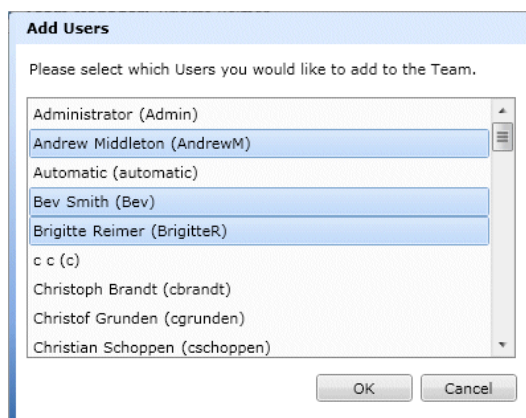 Add Users
Please select which Users you would like to add to the Team.
Administrator (Admin)
Andrew Middleton (AndrewM)
Automatic (automatic)
Bev Smith (Bev)
Brigitte Reimer (BrigitteR)
c c (c)
Christoph Brandt (cbrandt)
Christof Grunden (cgrunden)
Christian Schoppen (cschoppen)
OK Cancel